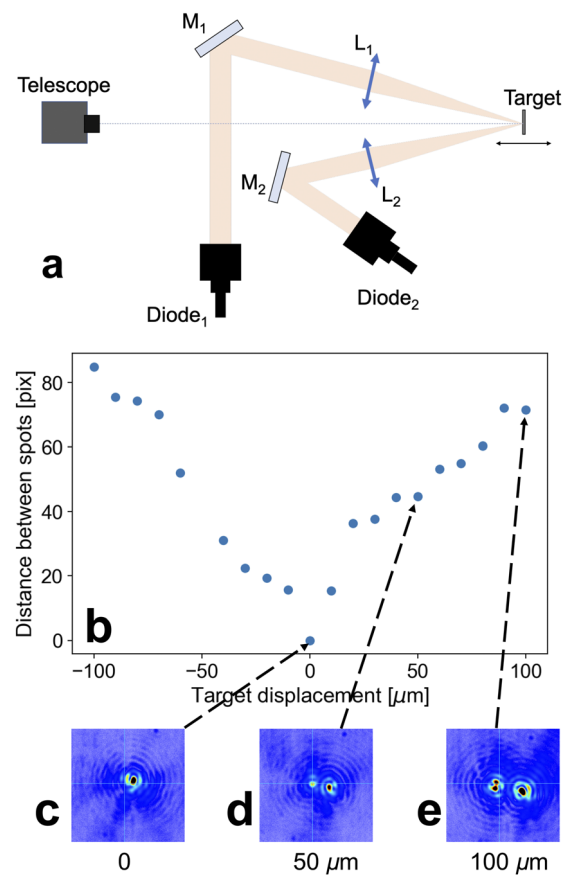 M₁
L₁
Telescope
Target
M₂
L₂
a
Diode₁
Diode₂
Distance between spots [pix]
80
60
40
20
0
b
−100
−50
0
50
100
Target displacement [μm]
c
d
e
0
50 μm
100 μm